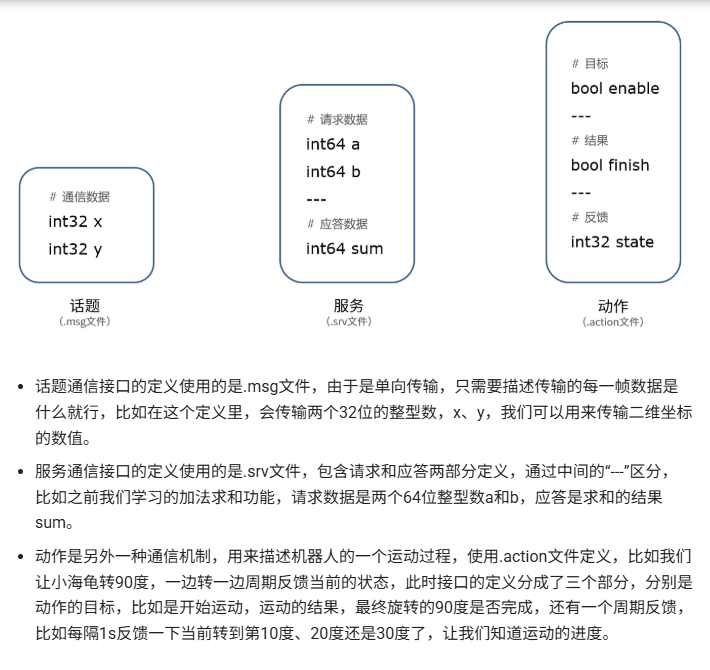 # 通信数据
int32 x
int32 y
话题
（.msg文件）
# 请求数据
int64 a
int64 b
---
# 应答数据
int64 sum
服务
（.srv文件）
# 目标
bool enable
---
# 结果
bool finish
---
# 反馈
int32 state
动作
（.action文件）
• 话题通信接口的定义使用的是.msg文件，由于是单向传输，只需要描述传输的每一帧数据是
什么就行，比如在这个定义里，会传输两个32位的整型数，x、y，我们可以用来传输二维坐标
的数值。
• 服务通信接口的定义使用的是.srv文件，包含请求和应答两部分定义，通过中间的“---”区分，
比如之前我们学习的加法求和功能，请求数据是两个64位整型数a和b，应答是求和的结果
sum。
• 动作是另外一种通信机制，用来描述机器人的一个运动过程，使用.action文件定义，比如我们
让小海龟转90度，一边转一边周期反馈当前的状态，此时接口的定义分成了三个部分，分别是
动作的目标，比如是开始运动，运动的结果，最终旋转的90度是否完成，还有一个周期反馈，
比如每隔1s反馈一下当前转到第10度、20度还是30度了，让我们知道运动的进度。